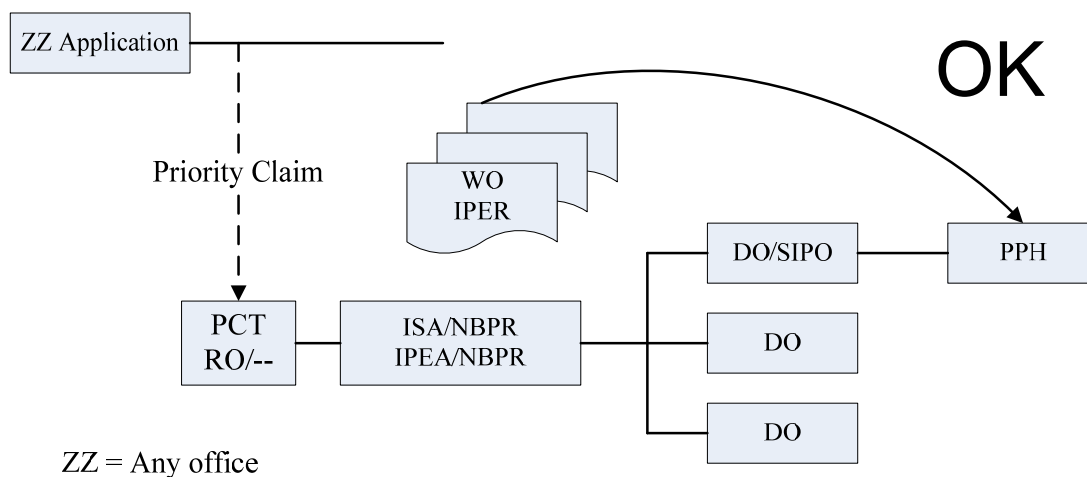 ZZ Application
OK
Priority Claim
WO
IPER
DO/SIPO
PPH
PCT
RO/--
ISA/NBPR
IPEA/NBPR
DO
DO
ZZ = Any office